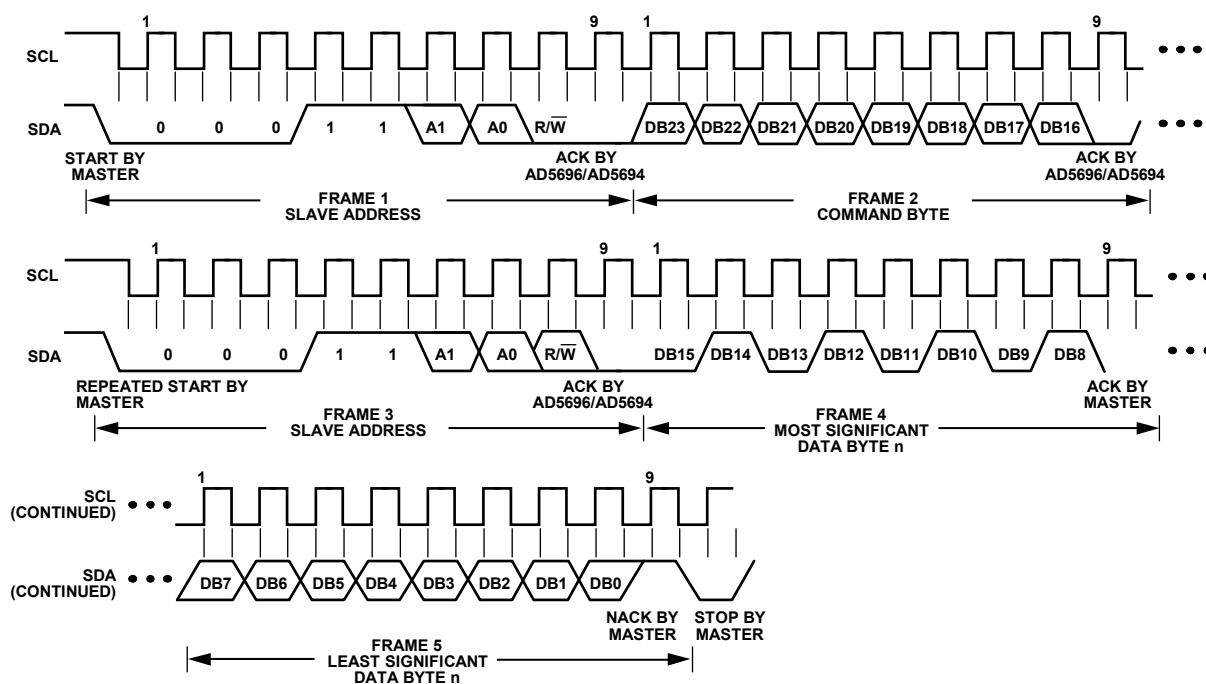 1 9 1 9
SCL
SDA 0 0 0 1 1 A1 A0 R/W̅ DB23 DB22 DB21 DB20 DB19 DB18 DB17 DB16
START BY
MASTER
ACK BY
AD5696/AD5694
ACK BY
AD5696/AD5694
FRAME 1
SLAVE ADDRESS
FRAME 2
COMMAND BYTE
1 9 1 9
SCL
SDA 0 0 0 1 1 A1 A0 R/W̅ DB15 DB14 DB13 DB12 DB11 DB10 DB9 DB8
REPEATED START BY
MASTER
ACK BY
AD5696/AD5694
ACK BY
MASTER
FRAME 3
SLAVE ADDRESS
FRAME 4
MOST SIGNIFICANT
DATA BYTE n
1 9
SCL
(CONTINUED)
SDA
(CONTINUED)
DB7 DB6 DB5 DB4 DB3 DB2 DB1 DB0
NACK BY
MASTER
STOP BY
MASTER
FRAME 5
LEAST SIGNIFICANT
DATA BYTE n